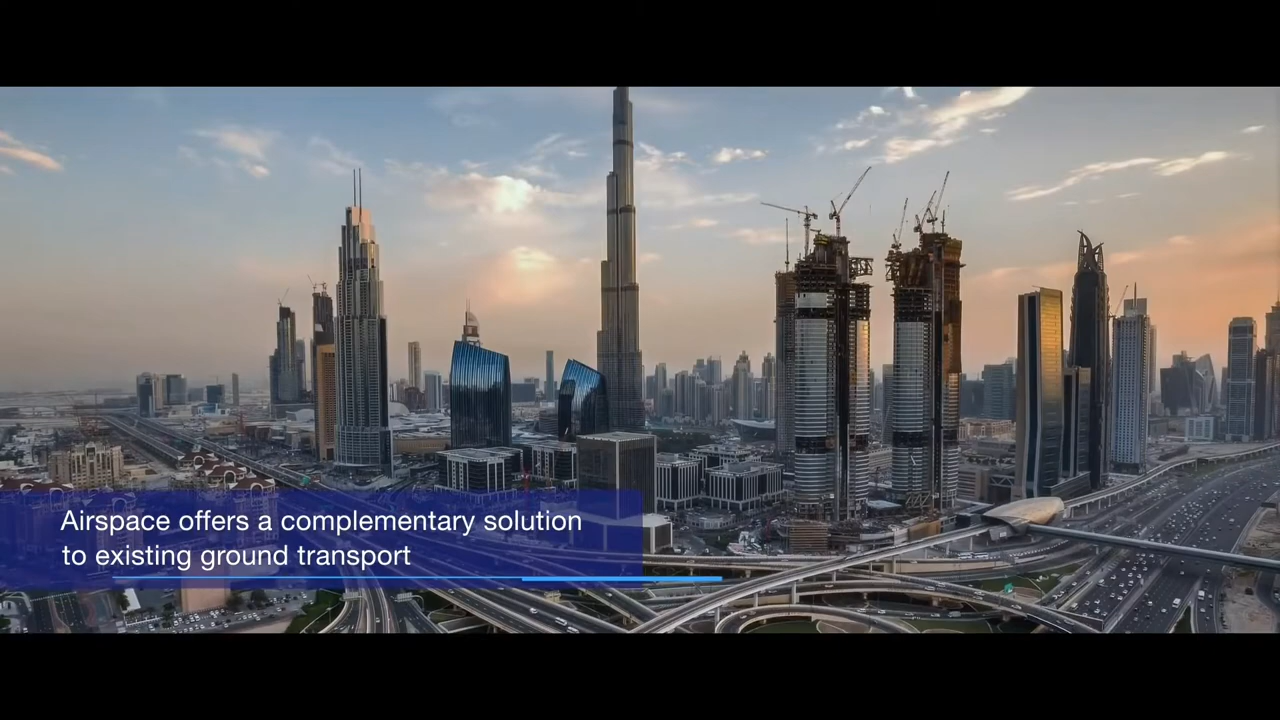 Airspace offers a complementary solution
to existing ground transport